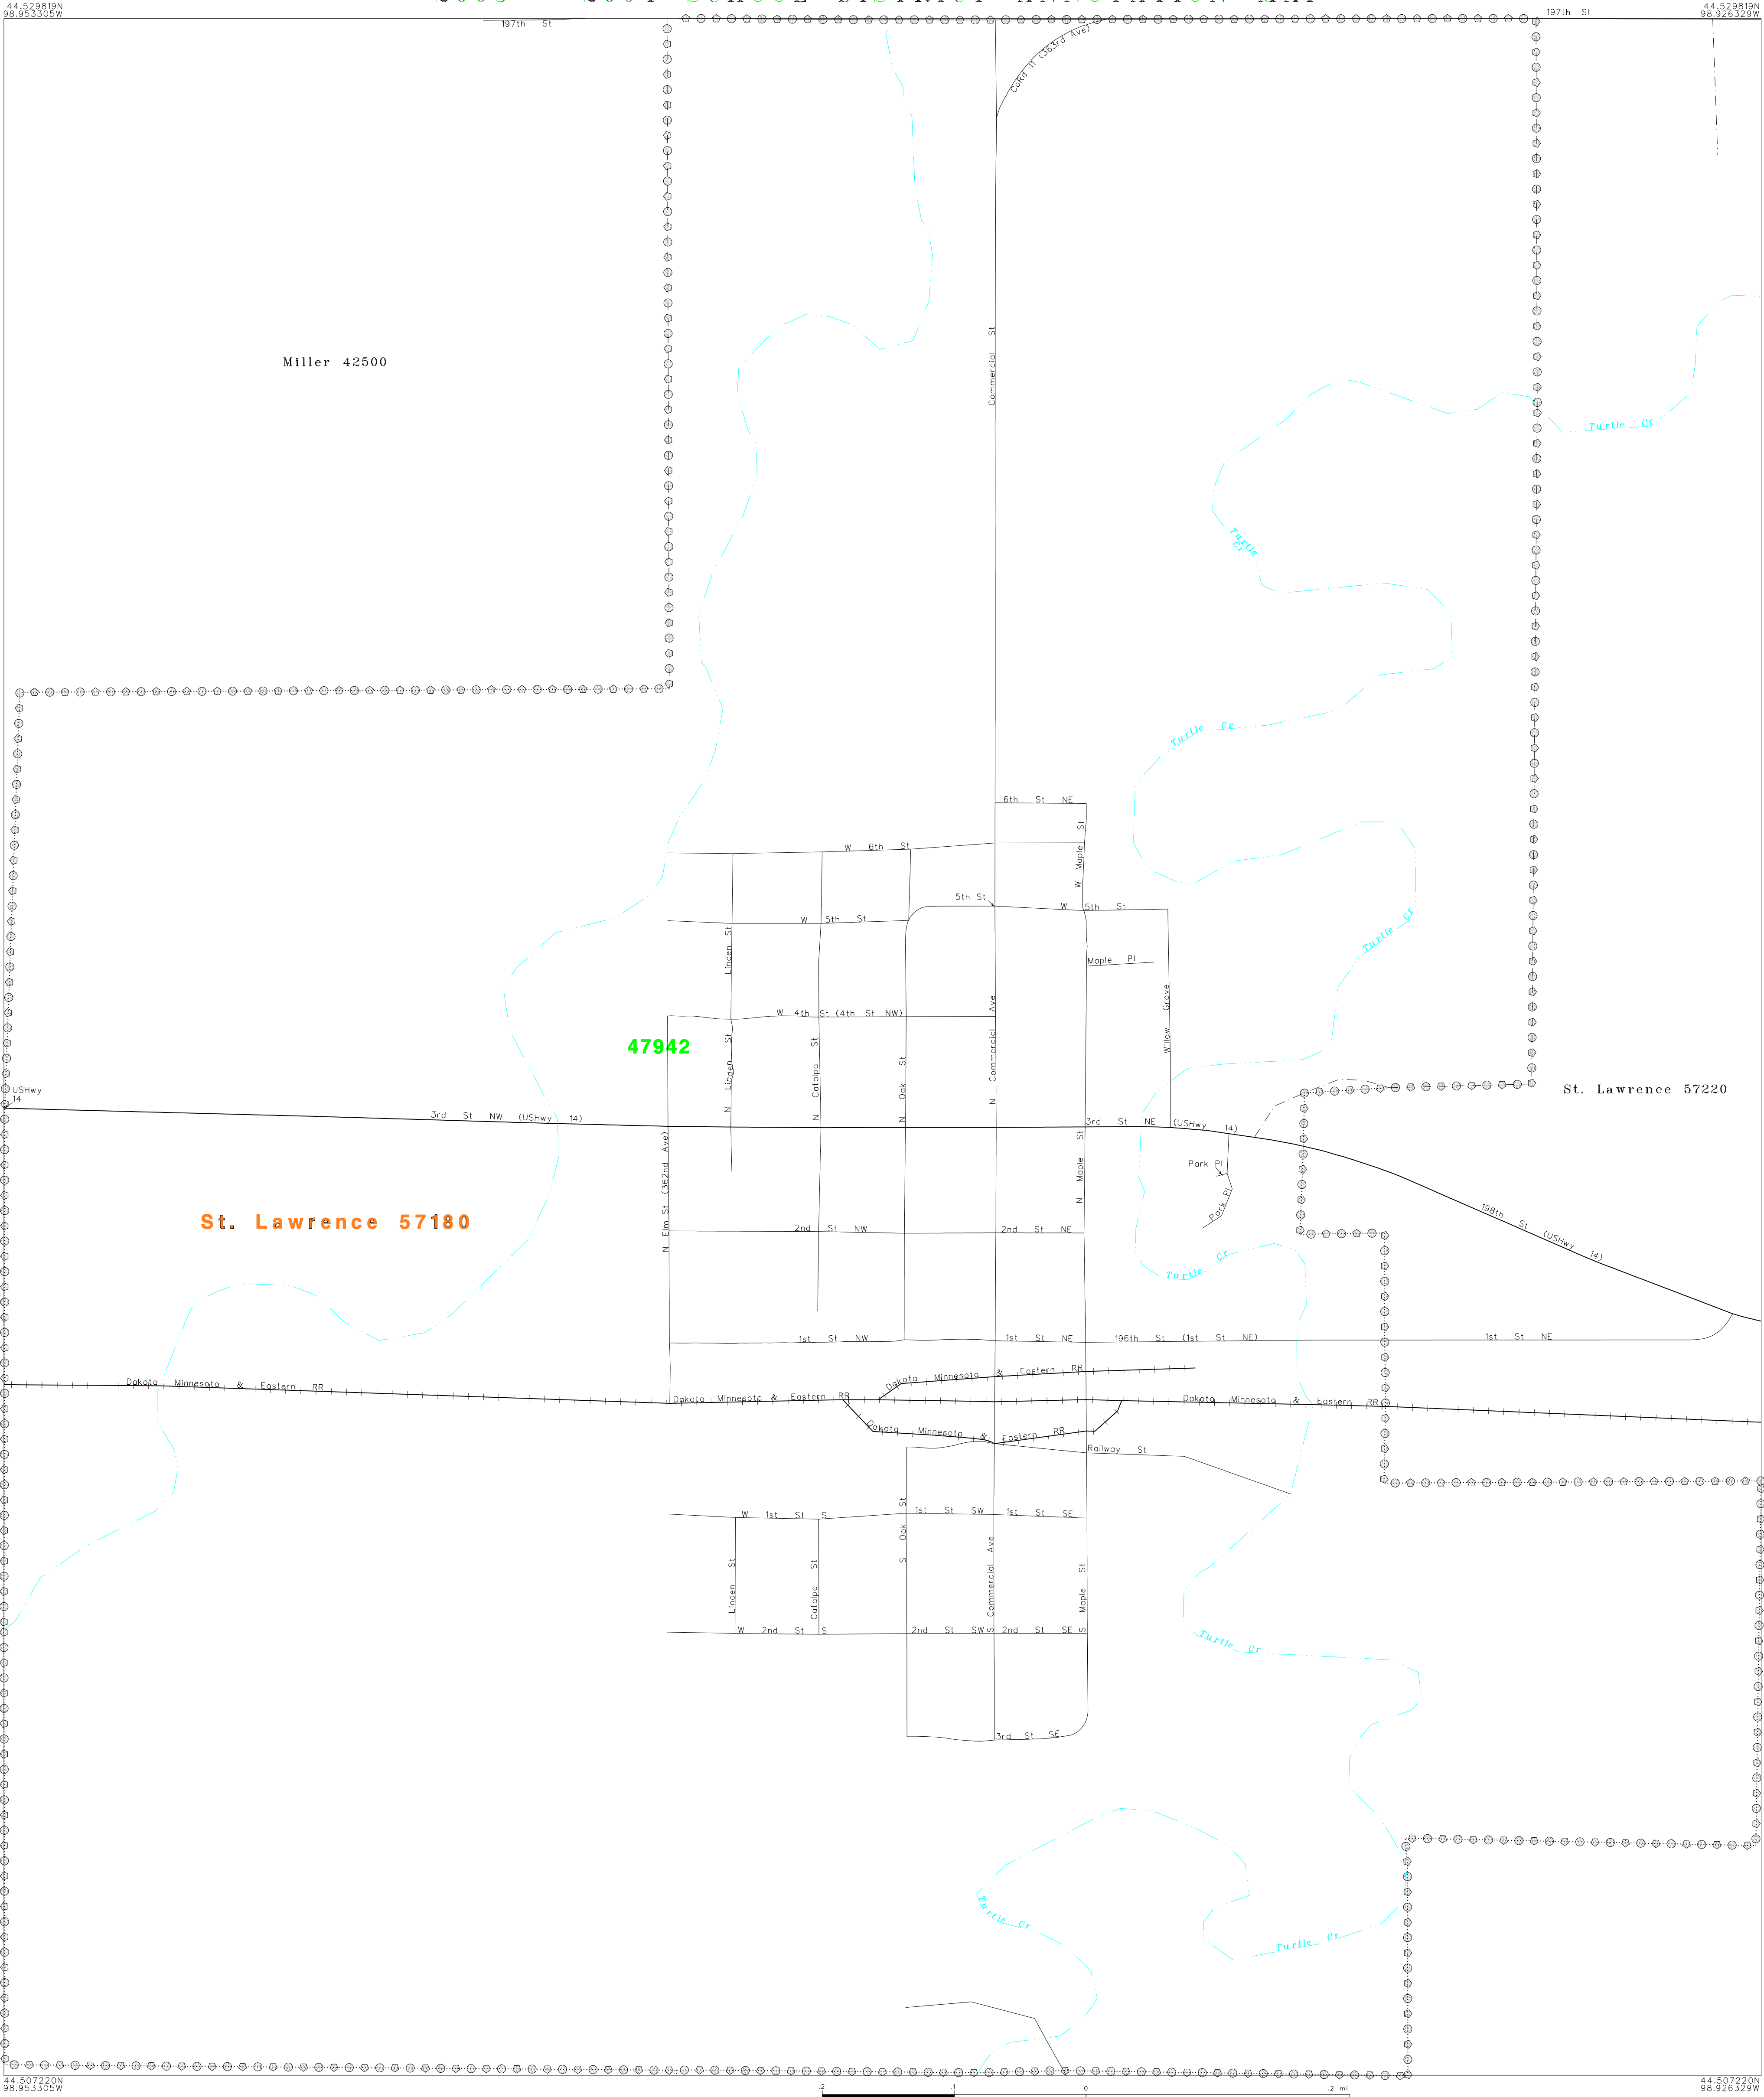 44.529819N
98.953305W
SCHOOL DISTRICT ANNOTATION MAP
44.529819N
98.926329W
197th St
197th St
CoRd 11 (363rd Ave)
Commercial St
Miller 42500
Turtle Cr
Turtle Cr
Turtle Cr
6th St NE
W Maple St
W 6th St
5th St
W 5th St
W 5th St
Turtle Cr
Linden St
Maple Pl
Willow Grove
N Commercial Ave
W 4th St (4th St NW)
47942
N Linden St
N Catalpa St
N Oak St
USHwy 14
St. Lawrence 57220
3rd St NW (USHwy 14)
3rd St NE (USHwy 14)
N Elm St (362nd Ave)
N Maple St
Park Pl
Park Pl
St. Lawrence 57180
198th St (USHwy 14)
2nd St NW
2nd St NE
Turtle Cr
1st St NW
1st St NE
196th St (1st St NE)
1st St NE
Dakota Minnesota & Eastern RR
Dakota Minnesota & Eastern RR
Dakota Minnesota & Eastern RR
Dakota Minnesota & Eastern RR
Dakota Minnesota & Eastern RR
Railway St
W 1st St S
S Oak St
1st St SW
1st St SE
Linden St
Catalpa St
S Commercial Ave
S Maple St
W 2nd St S
2nd St SW
2nd St SE
Turtle Cr
3rd St SE
Turtle Cr
Turtle Cr
44.507220N
98.953305W
44.507220N
98.926329W
.2 .1 0 .2 mi